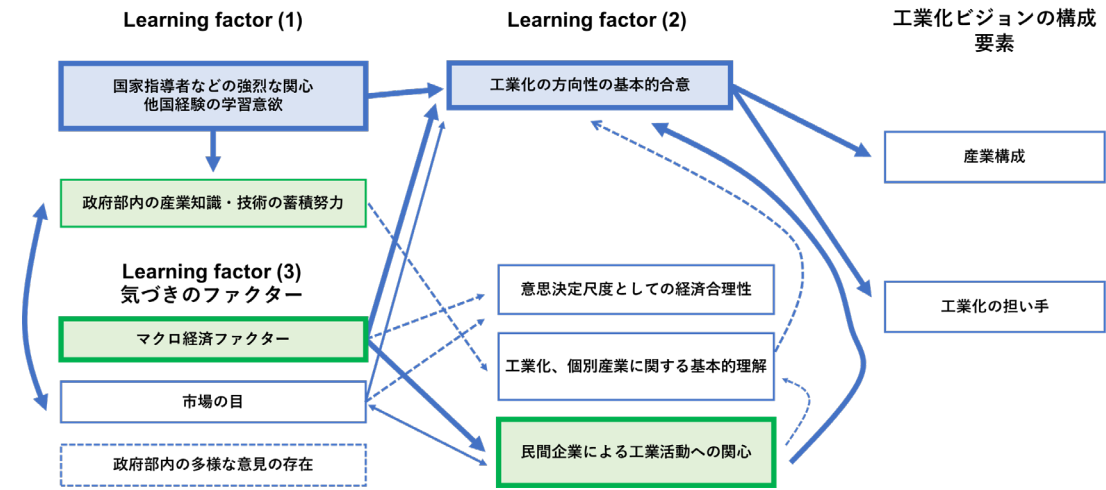 Learning factor (1)
Learning factor (2)
工業化ビジョンの構成
要素
国家指導者などの強烈な関心
他国経験の学習意欲
工業化の方向性の基本的合意
産業構成
政府部内の産業知識・技術の蓄積努力
Learning factor (3)
気づきのファクター
意思決定尺度としての経済合理性
工業化の担い手
マクロ経済ファクター
工業化、個別産業に関する基本的理解
市場の目
民間企業による工業活動への関心
政府部内の多様な意見の存在